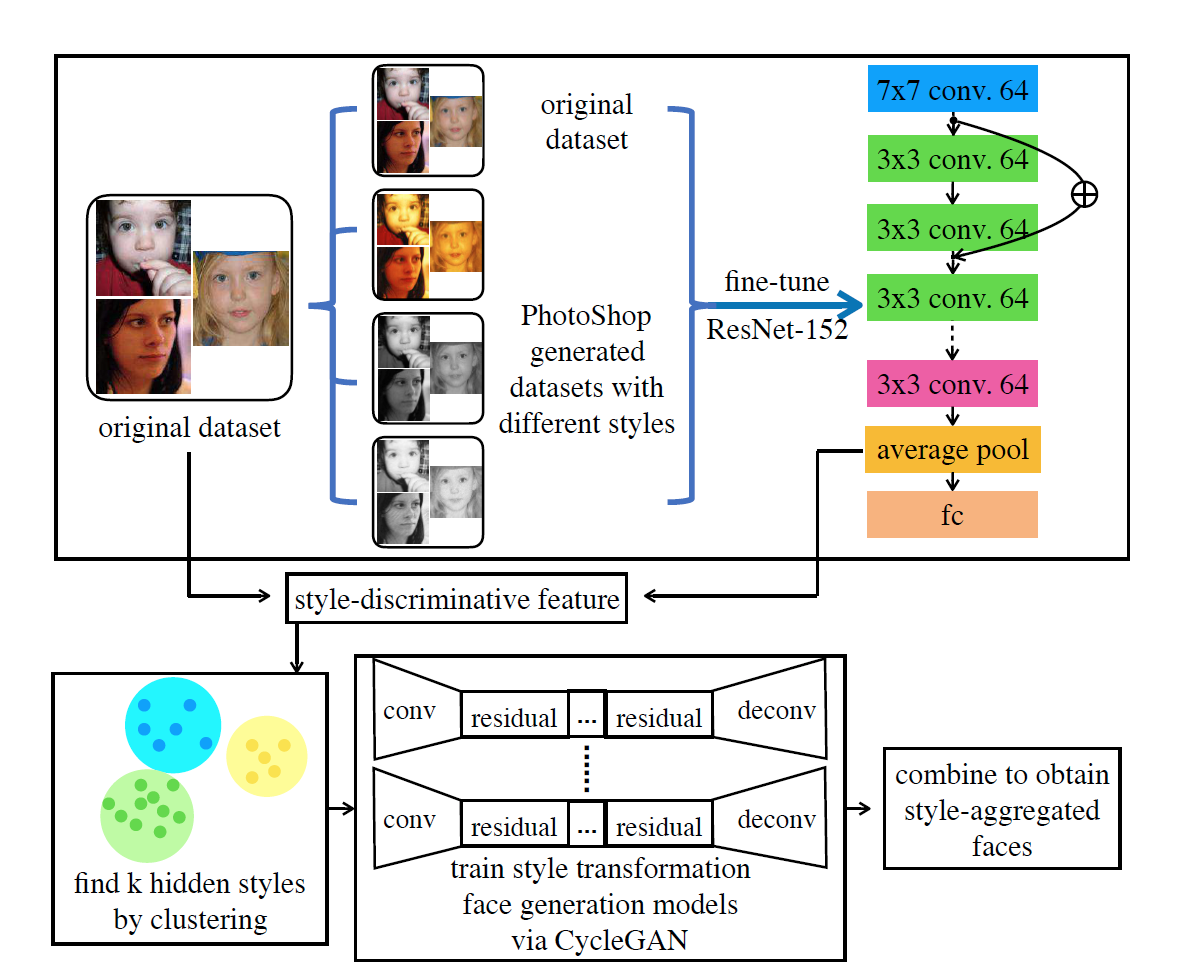 original dataset
original
dataset
PhotoShop
generated
datasets with
different styles
fine-tune
ResNet-152
7x7 conv. 64
3x3 conv. 64
3x3 conv. 64
3x3 conv. 64
3x3 conv. 64
average pool
fc
style-discriminative feature
find k hidden styles
by clustering
conv
residual
...
residual
deconv
conv
residual
...
residual
deconv
train style transformation
face generation models
via CycleGAN
combine to obtain
style-aggregated
faces